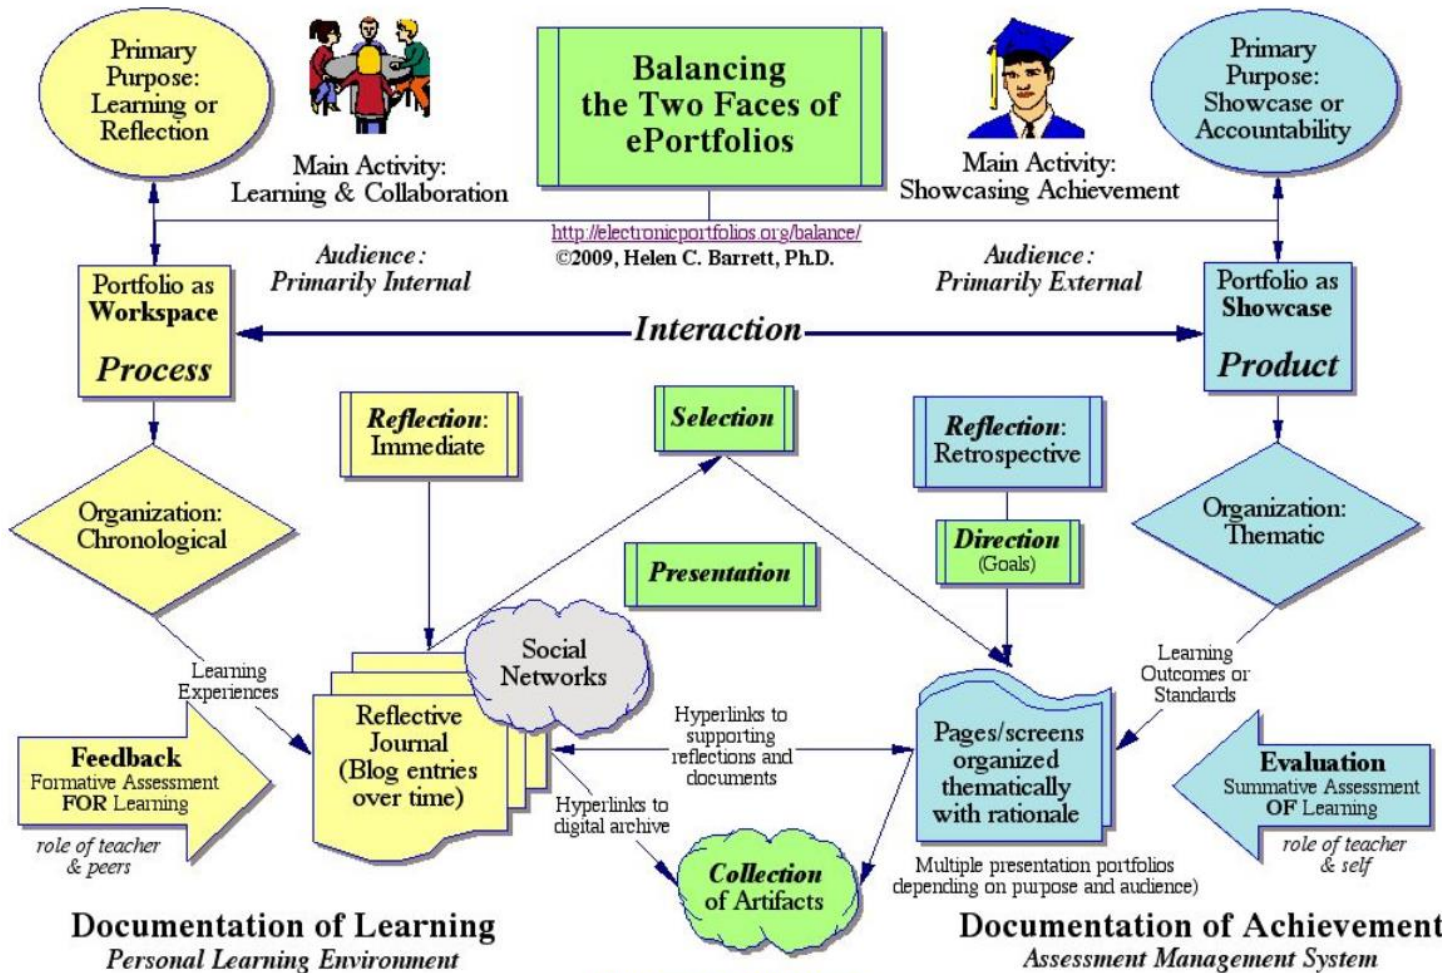 Primary
Purpose:
Learning or
Reflection
Main Activity:
Learning & Collaboration
Balancing
the Two Faces of
ePortfolios
Main Activity:
Showcasing Achievement
Primary
Purpose:
Showcase or
Accountability
http://electronicportfolios.org/balance/
©2009, Helen C. Barrett, Ph.D.
Audience:
Primarily Internal
Audience:
Primarily External
Portfolio as
Workspace
Process
Interaction
Portfolio as
Showcase
Product
Reflection:
Immediate
Selection
Reflection:
Retrospective
Organization:
Chronological
Presentation
Direction
(Goals)
Organization:
Thematic
Learning
Experiences
Social
Networks
Learning
Outcomes or
Standards
Feedback
Formative Assessment
FOR Learning
role of teacher
& peers
Reflective
Journal
(Blog entries
over time)
Hyperlinks to
supporting
reflections and
documents
Hyperlinks to
digital archive
Pages/screens
organized
thematically
with rationale
Evaluation
Summative Assessment
OF Learning
role of teacher
& self
Collection
of Artifacts
Multiple presentation portfolios
depending on purpose and audience)
Documentation of Learning
Personal Learning Environment
Documentation of Achievement
Assessment Management System